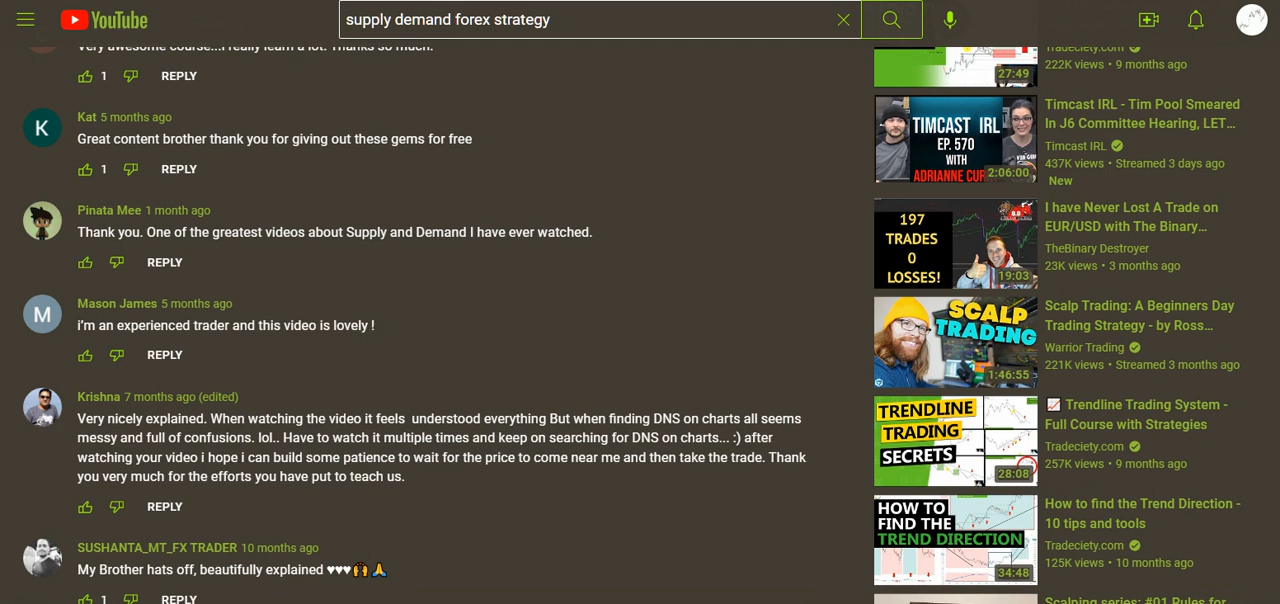 YouTube
supply demand forex strategy
Very awesome course...I really learn a lot. Thanks so much.
1 REPLY
K
Kat 5 months ago
Great content brother thank you for giving out these gems for free
1 REPLY
Pinata Mee 1 month ago
Thank you. One of the greatest videos about Supply and Demand I have ever watched.
REPLY
M
Mason James 5 months ago
i'm an experienced trader and this video is lovely !
REPLY
Krishna 7 months ago (edited)
Very nicely explained. When watching the video it feels understood everything But when finding DNS on charts all seems
messy and full of confusions. lol.. Have to watch it multiple times and keep on searching for DNS on charts... :) after
watching your video i hope i can build some patience to wait for the price to come near me and then take the trade. Thank
you very much for the efforts you have put to teach us.
REPLY
SUSHANTA_MT_FX TRADER 10 months ago
My Brother hats off, beautifully explained ♥♥♥🙌🙏
1 REPLY
27:49
Tradeciety.com
222K views • 9 months ago
TIMCAST IRL
EP. 570
WITH
ADRIANNE CUR
2:06:00
Timcast IRL - Tim Pool Smeared
In J6 Committee Hearing, LET...
Timcast IRL
437K views • Streamed 3 days ago
New
197
TRADES
0
LOSSES!
19:03
I have Never Lost A Trade on
EUR/USD with The Binary...
TheBinary Destroyer
23K views • 3 months ago
SCALP
TRADING
1:46:55
Scalp Trading: A Beginners Day
Trading Strategy - by Ross...
Warrior Trading
221K views • Streamed 3 months ago
TRENDLINE
TRADING
SECRETS
28:08
📈 Trendline Trading System -
Full Course with Strategies
Tradeciety.com
257K views • 9 months ago
HOW TO
FIND THE
TREND DIRECTION
34:48
How to find the Trend Direction -
10 tips and tools
Tradeciety.com
125K views • 10 months ago
Scalping series: #01 Rules for